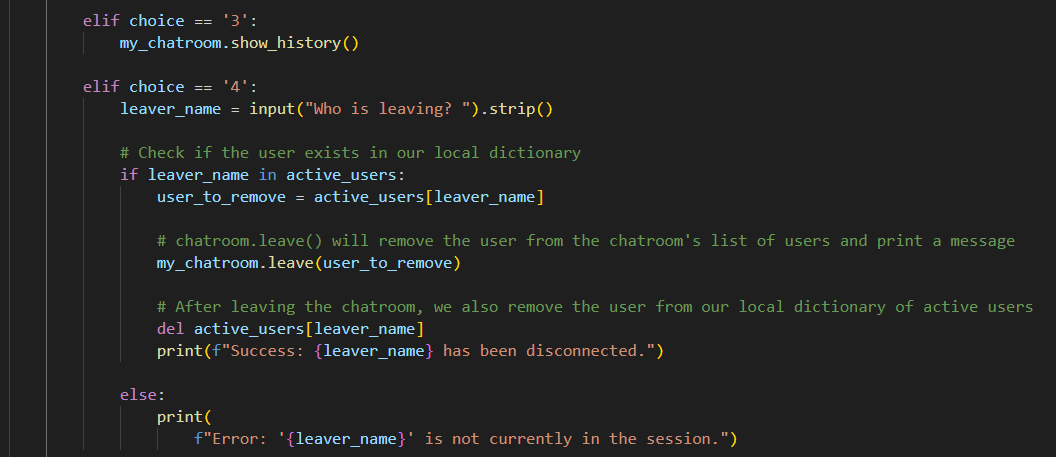 elif choice == '3':
    my_chatroom.show_history()

elif choice == '4':
    leaver_name = input("Who is leaving? ").strip()

    # Check if the user exists in our local dictionary
    if leaver_name in active_users:
        user_to_remove = active_users[leaver_name]

        # chatroom.leave() will remove the user from the chatroom's list of users and print a message
        my_chatroom.leave(user_to_remove)

        # After leaving the chatroom, we also remove the user from our local dictionary of active users
        del active_users[leaver_name]
        print(f"Success: {leaver_name} has been disconnected.")

    else:
        print(
            f"Error: '{leaver_name}' is not currently in the session.")